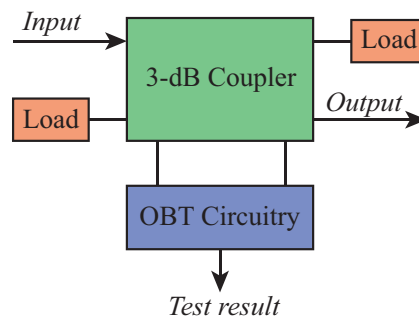 Input
Load
3-dB Coupler
Load
Output
OBT Circuitry
Test result